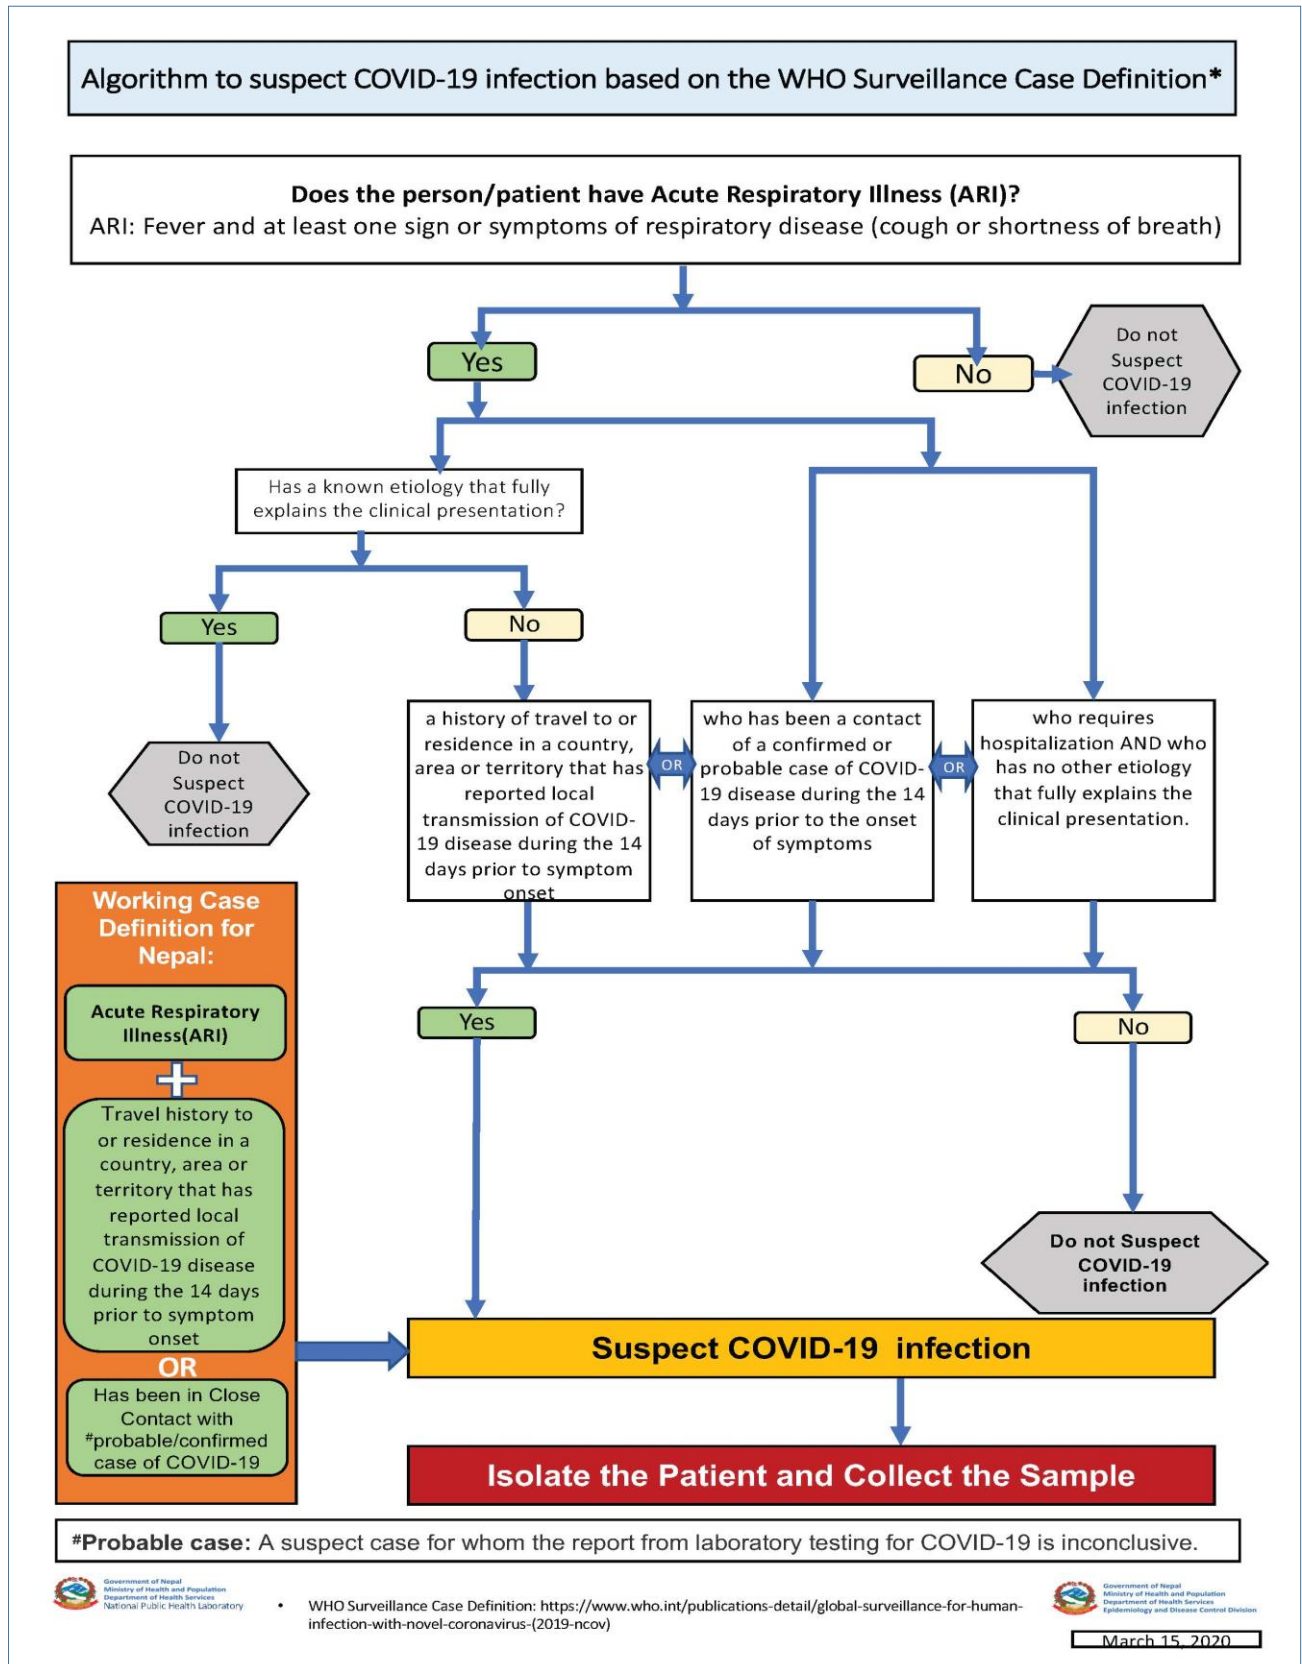 Algorithm to suspect COVID-19 infection based on the WHO Surveillance Case Definition*
Does the person/patient have Acute Respiratory Illness (ARI)?
ARI: Fever and at least one sign or symptoms of respiratory disease (cough or shortness of breath)
Yes
No
Do not
Suspect
COVID-19
infection
Has a known etiology that fully
explains the clinical presentation?
Yes
No
Do not
Suspect
COVID-19
infection
a history of travel to or
residence in a country,
area or territory that has
reported local
transmission of COVID-
19 disease during the 14
days prior to symptom
onset
OR
who has been a contact
of a confirmed or
probable case of COVID-
19 disease during the 14
days prior to the onset
of symptoms
OR
who requires
hospitalization AND who
has no other etiology
that fully explains the
clinical presentation.
Yes
No
Do not Suspect
COVID-19
infection
Working Case
Definition for
Nepal:
Acute Respiratory
Illness(ARI)
Travel history to
or residence in a
country, area or
territory that has
reported local
transmission of
COVID-19 disease
during the 14 days
prior to symptom
onset
OR
Has been in Close
Contact with
#probable/confirmed
case of COVID-19
Suspect COVID-19 infection
Isolate the Patient and Collect the Sample
#Probable case: A suspect case for whom the report from laboratory testing for COVID-19 is inconclusive.
Government of Nepal
Ministry of Health and Population
Department of Health Services
National Public Health Laboratory
• WHO Surveillance Case Definition: https://www.who.int/publications-detail/global-surveillance-for-human-
infection-with-novel-coronavirus-(2019-ncov)
Government of Nepal
Ministry of Health and Population
Department of Health Services
Epidemiology and Disease Control Division
March 15, 2020